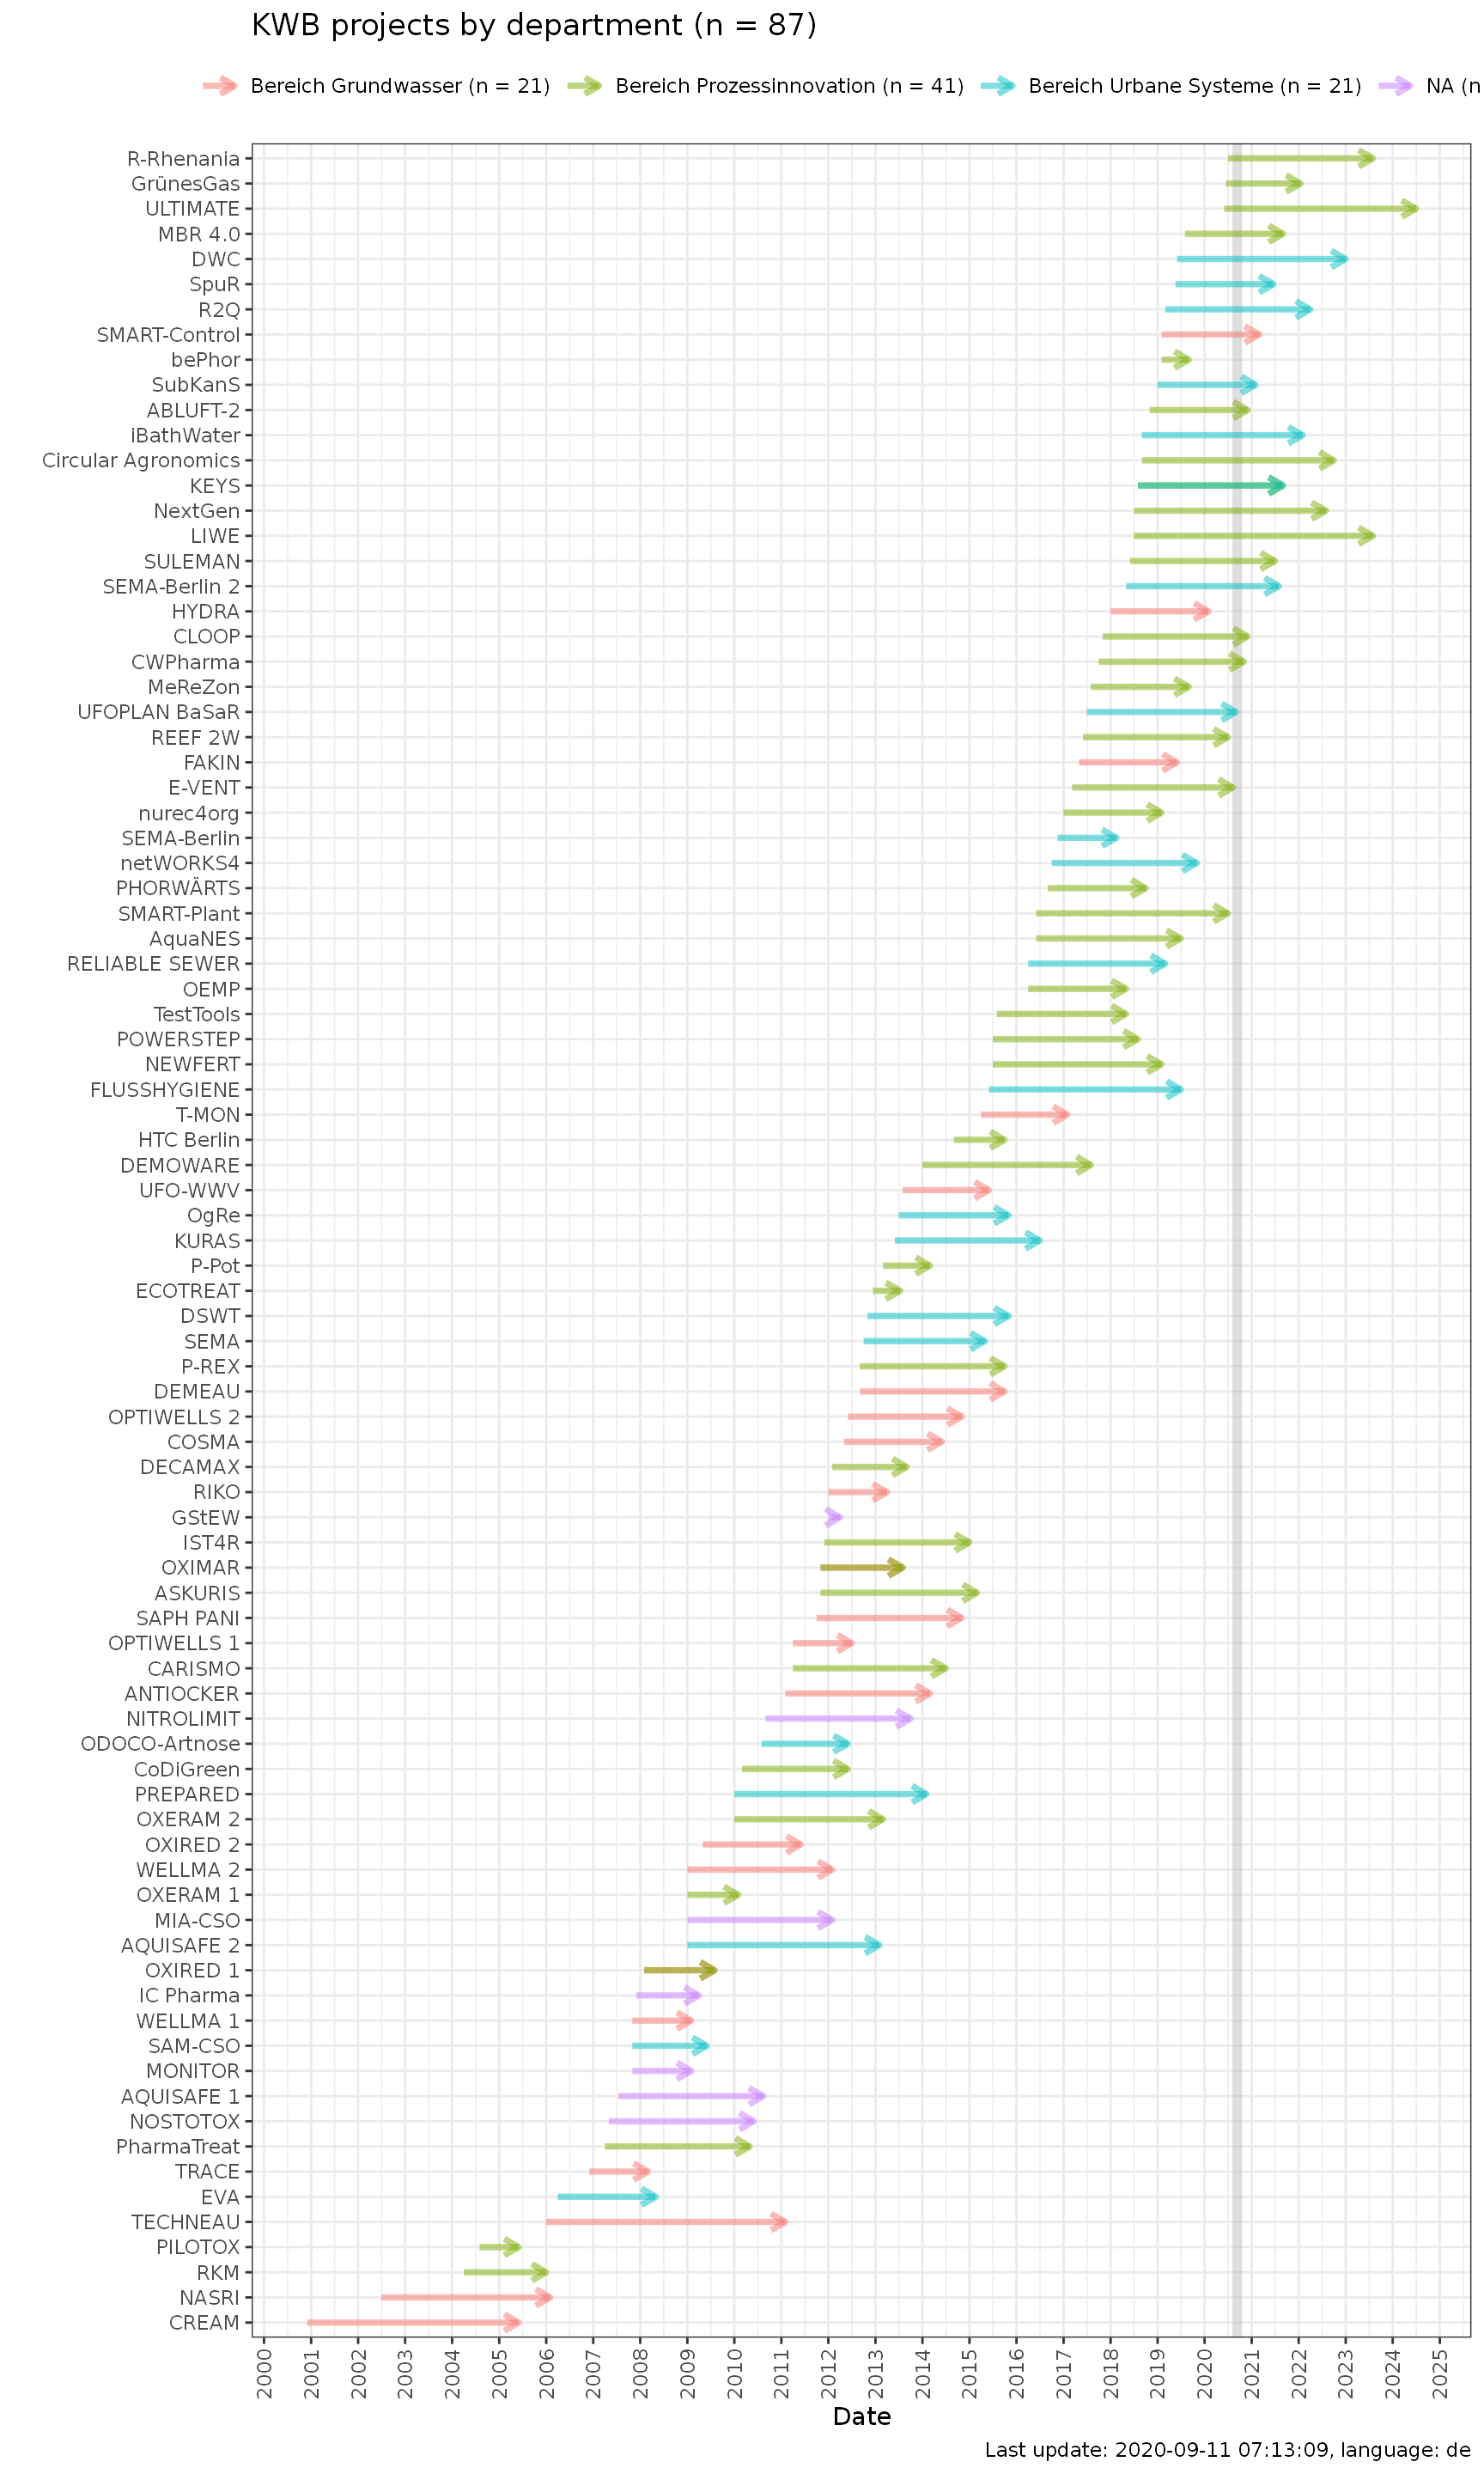 KWB projects by department (n = 87)
Bereich Grundwasser (n = 21) Bereich Prozessinnovation (n = 41) Bereich Urbane Systeme (n = 21) NA (n
R-Rhenania
GrünesGas
ULTIMATE
MBR 4.0
DWC
SpuR
R2Q
SMART-Control
bePhor
SubKanS
ABLUFT-2
iBathWater
Circular Agronomics
KEYS
NextGen
LIWE
SULEMAN
SEMA-Berlin 2
HYDRA
CLOOP
CWPharma
MeReZon
UFOPLAN BaSaR
REEF 2W
FAKIN
E-VENT
nurec4org
SEMA-Berlin
netWORKS4
PHORWÄRTS
SMART-Plant
AquaNES
RELIABLE SEWER
OEMP
TestTools
POWERSTEP
NEWFERT
FLUSSHYGIENE
T-MON
HTC Berlin
DEMOWARE
UFO-WWV
OgRe
KURAS
P-Pot
ECOTREAT
DSWT
SEMA
P-REX
DEMEAU
OPTIWELLS 2
COSMA
DECAMAX
RIKO
GStEW
IST4R
OXIMAR
ASKURIS
SAPH PANI
OPTIWELLS 1
CARISMO
ANTIOCKER
NITROLIMIT
ODOCO-Artnose
CoDiGreen
PREPARED
OXERAM 2
OXIRED 2
WELLMA 2
OXERAM 1
MIA-CSO
AQUISAFE 2
OXIRED 1
IC Pharma
WELLMA 1
SAM-CSO
MONITOR
AQUISAFE 1
NOSTOTOX
PharmaTreat
TRACE
EVA
TECHNEAU
PILOTOX
RKM
NASRI
CREAM
2000 2001 2002 2003 2004 2005 2006 2007 2008 2009 2010 2011 2012 2013 2014 2015 2016 2017 2018 2019 2020 2021 2022 2023 2024 2025
Date
Last update: 2020-09-11 07:13:09, language: de